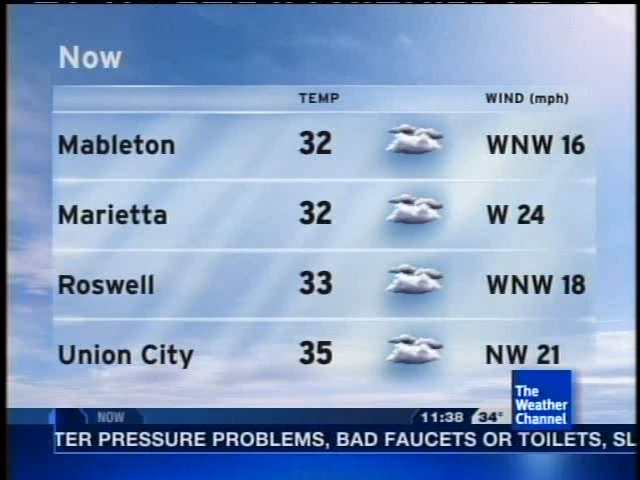 Now
TEMP WIND (mph)
Mableton 32 WNW 16
Marietta 32 W 24
Roswell 33 WNW 18
Union City 35 NW 21
NOW 11:38 34°
The
Weather
Channel
TER PRESSURE PROBLEMS, BAD FAUCETS OR TOILETS, SL